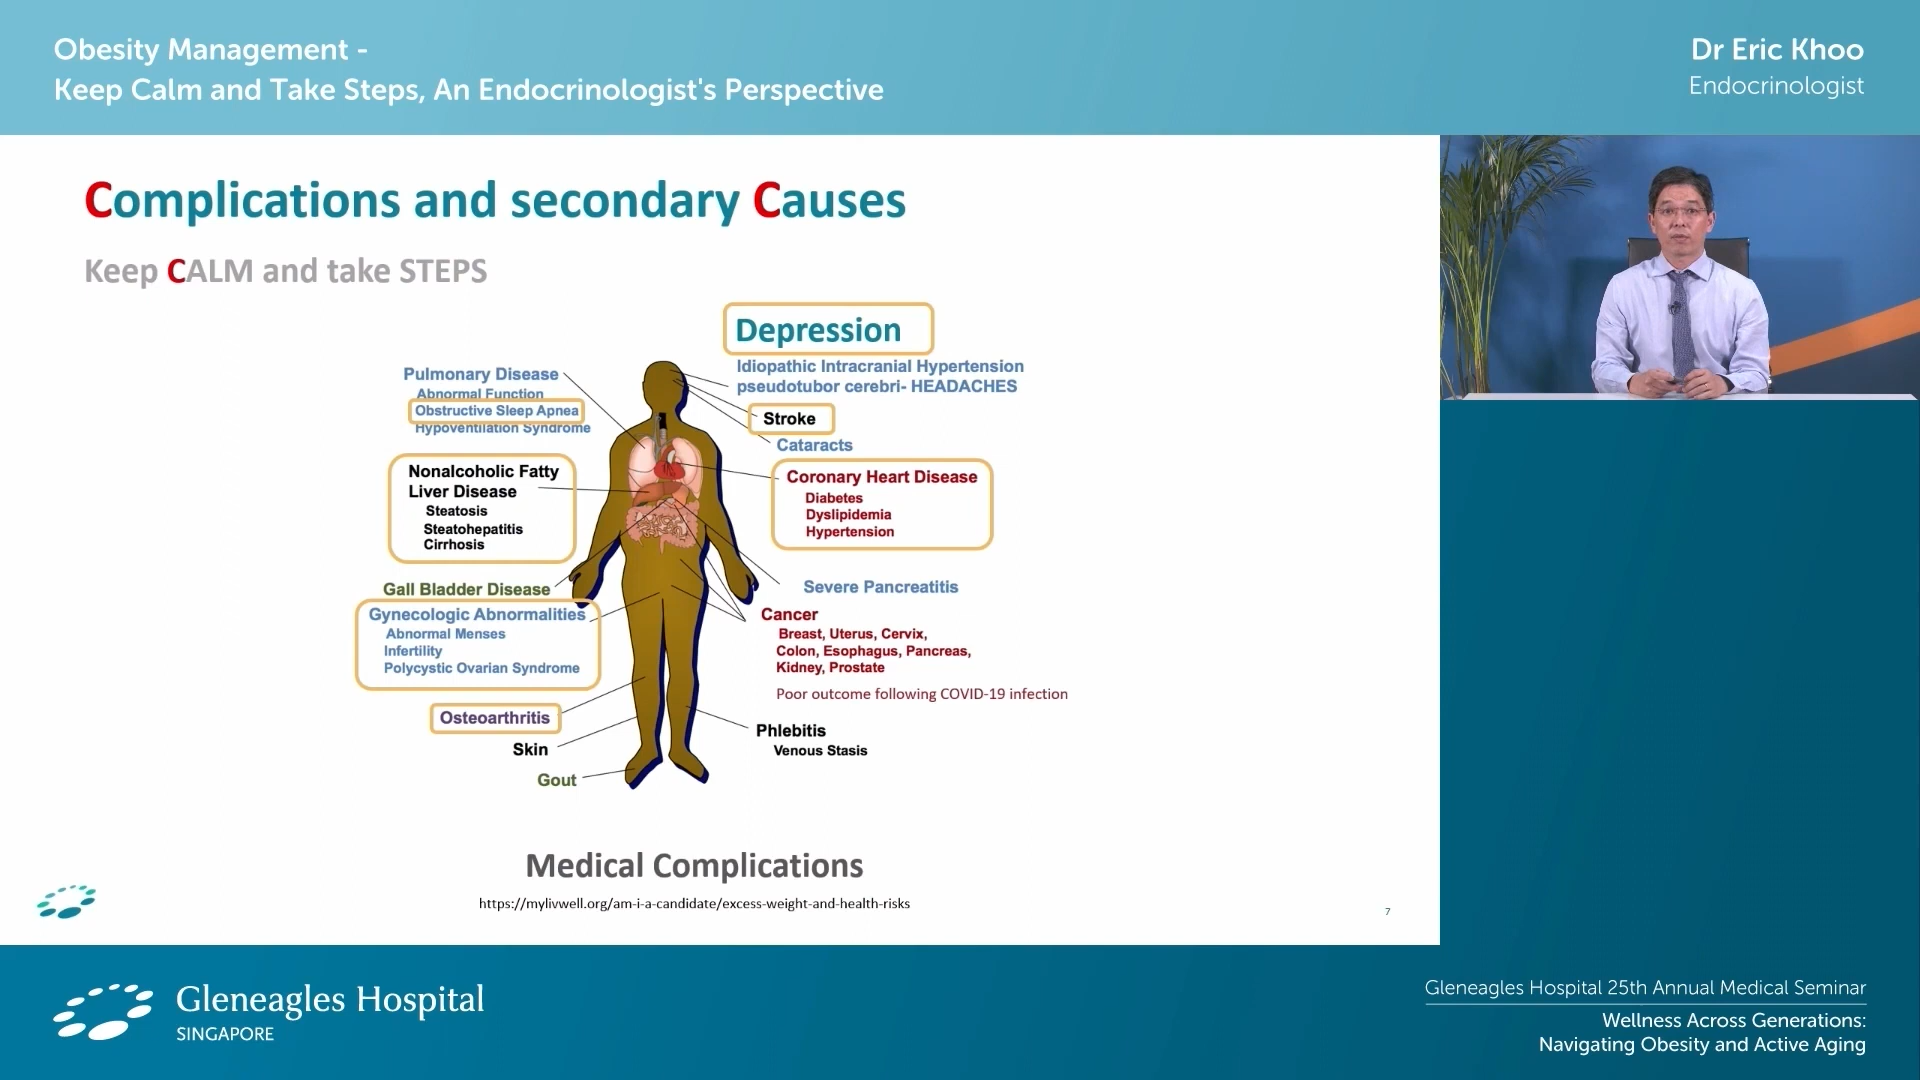 Obesity Management -
Keep Calm and Take Steps, An Endocrinologist's Perspective
Dr Eric Khoo
Endocrinologist
Complications and secondary Causes
Keep CALM and take STEPS
Depression
Idiopathic Intracranial Hypertension
pseudotubor cerebri- HEADACHES
Stroke
Cataracts
Coronary Heart Disease
Diabetes
Dyslipidemia
Hypertension
Severe Pancreatitis
Cancer
Breast, Uterus, Cervix,
Colon, Esophagus, Pancreas,
Kidney, Prostate
Poor outcome following COVID-19 infection
Phlebitis
Venous Stasis
Pulmonary Disease
Abnormal Function
Obstructive Sleep Apnea
Hypoventilation Syndrome
Nonalcoholic Fatty
Liver Disease
Steatosis
Steatohepatitis
Cirrhosis
Gall Bladder Disease
Gynecologic Abnormalities
Abnormal Menses
Infertility
Polycystic Ovarian Syndrome
Osteoarthritis
Skin
Gout
Medical Complications
https://mylivwell.org/am-i-a-candidate/excess-weight-and-health-risks
7
Gleneagles Hospital
SINGAPORE
Gleneagles Hospital 25th Annual Medical Seminar
Wellness Across Generations:
Navigating Obesity and Active Aging